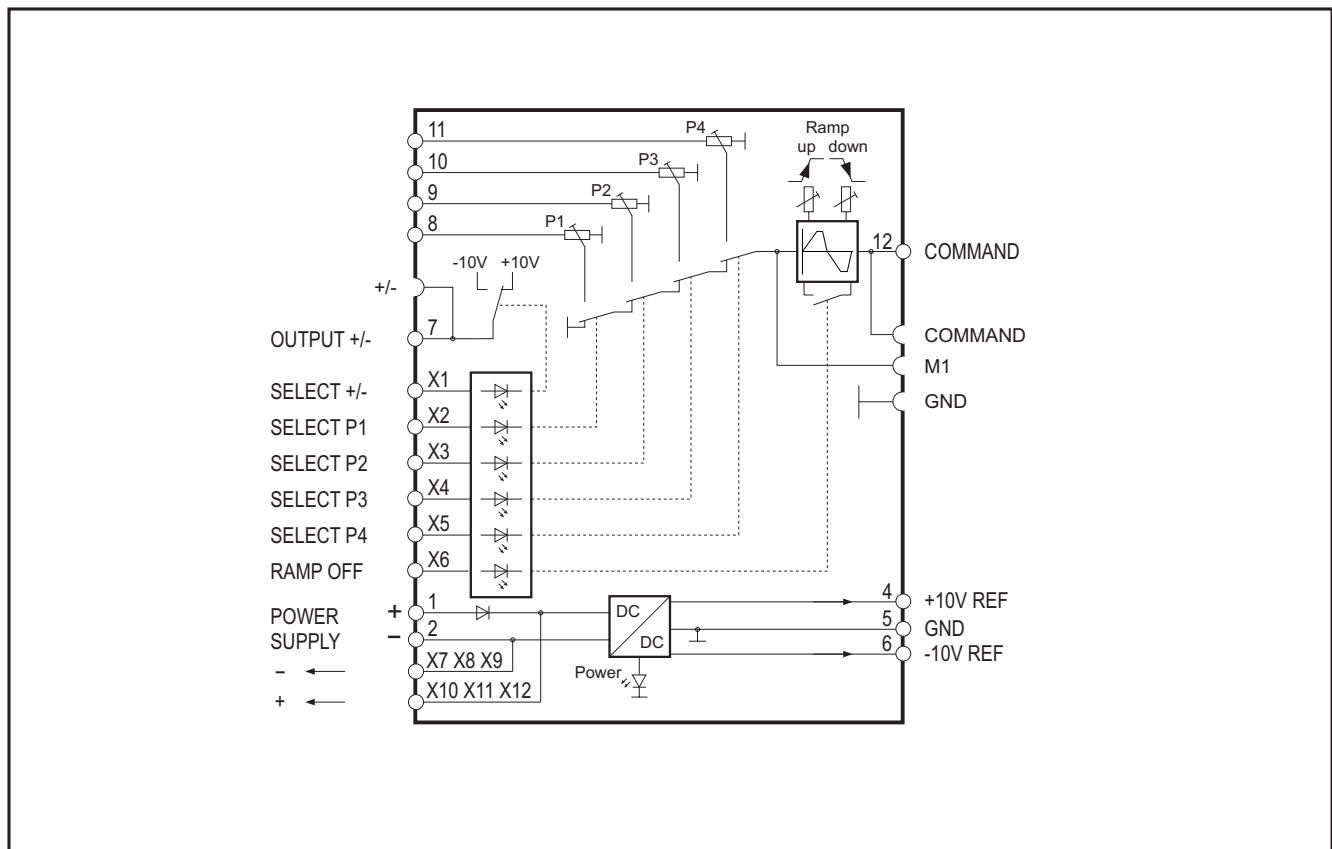 11
P4
Ramp
up down
10
P3
9
P2
8
P1
-10V +10V
+/-
OUTPUT +/- 7
12 COMMAND
COMMAND
M1
GND
SELECT +/- X1
SELECT P1 X2
SELECT P2 X3
SELECT P3 X4
SELECT P4 X5
RAMP OFF X6
POWER
SUPPLY
+ 1
− 2
− X7 X8 X9
+ X10 X11 X12
DC
DC
Power
4 +10V REF
5 GND
6 -10V REF